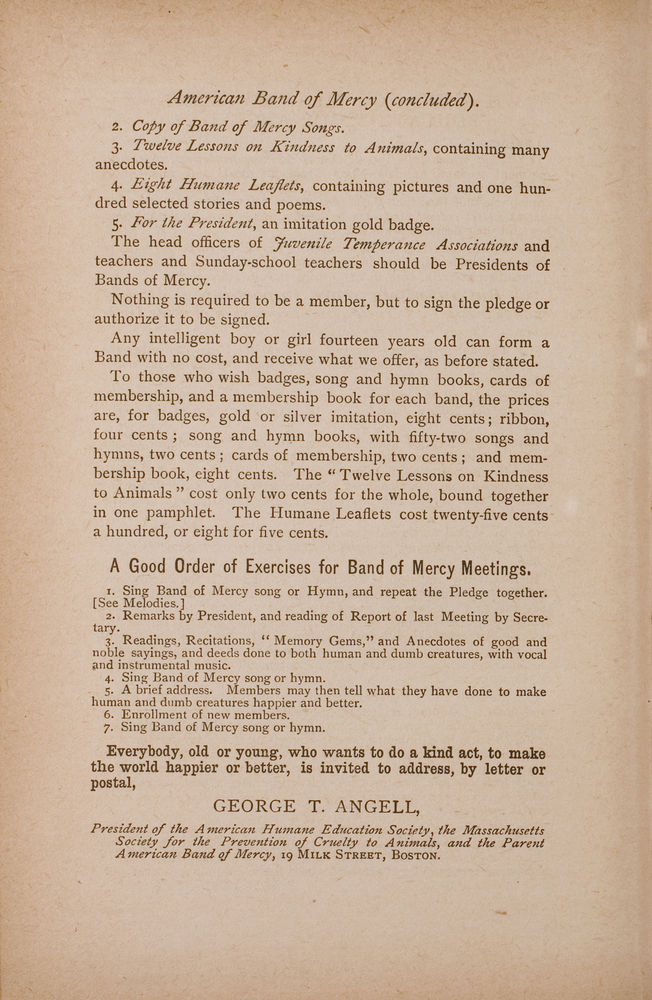 American Band of Mercy (concluded).
2. Copy of Band of Mercy Songs.
3. Twelve Lessons on Kindness to Animals, containing many
anecdotes.
4. Eight Humane Leaflets, containing pictures and one hun-
dred selected stories and poems.
5. For the President, an imitation gold badge.
The head officers of Juvenile Temperance Associations and
teachers and Sunday-school teachers should be Presidents of
Bands of Mercy.
Nothing is required to be a member, but to sign the pledge or
authorize it to be signed.
Any intelligent boy or girl fourteen years old can form a
Band with no cost, and receive what we offer, as before stated.
To those who wish badges, song and hymn books, cards of
membership, and a membership book for each band, the prices
are, for badges, gold or silver imitation, eight cents; ribbon,
four cents; song and hymn books, with fifty-two songs and
hymns, two cents; cards of membership, two cents; and mem-
bership book, eight cents. The "Twelve Lessons on Kindness
to Animals" cost only two cents for the whole, bound together
in one pamphlet. The Humane Leaflets cost twenty-five cents
a hundred, or eight for five cents.
A Good Order of Exercises for Band of Mercy Meetings.
1. Sing Band of Mercy song or Hymn, and repeat the Pledge together.
[See Melodies.]
2. Remarks by President, and reading of Report of last Meeting by Secre-
tary.
3. Readings, Recitations, "Memory Gems," and Anecdotes of good and
noble sayings, and deeds done to both human and dumb creatures, with vocal
and instrumental music.
4. Sing Band of Mercy song or hymn.
5. A brief address. Members may then tell what they have done to make
human and dumb creatures happier and better.
6. Enrollment of new members.
7. Sing Band of Mercy song or hymn.
Everybody, old or young, who wants to do a kind act, to make
the world happier or better, is invited to address, by letter or
postal,
GEORGE T. ANGELL,
President of the American Humane Education Society, the Massachusetts
Society for the Prevention of Cruelty to Animals, and the Parent
American Band of Mercy, 19 MILK STREET, BOSTON.